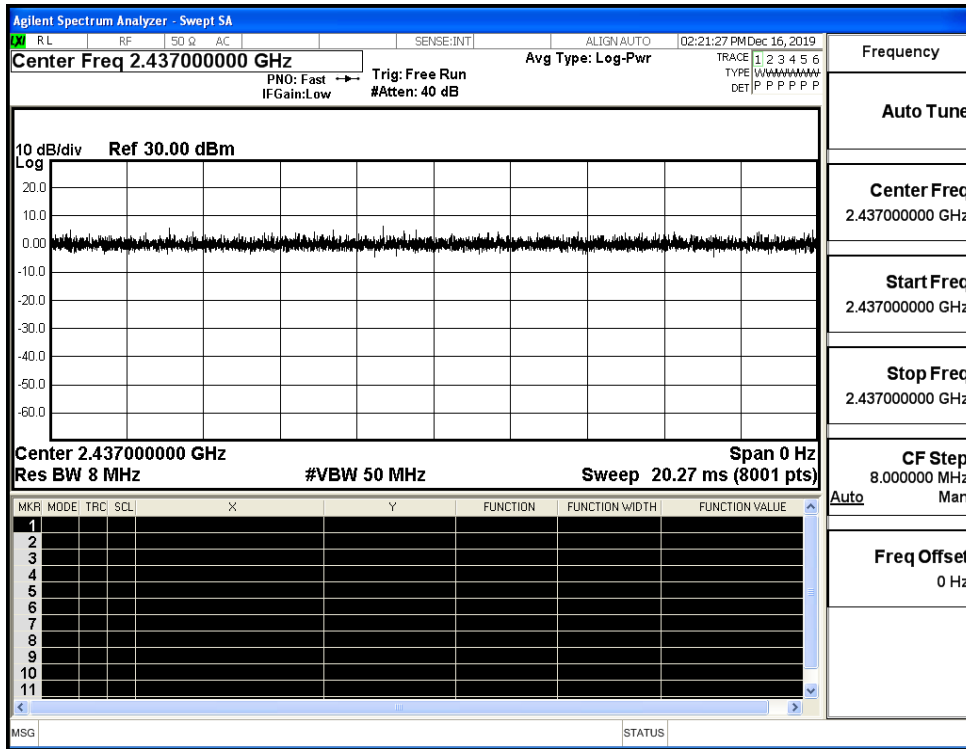 Agilent Spectrum Analyzer - Swept SA
LXI RL RF 50 Ω AC SENSE:INT ALIGN AUTO 02:21:27 PM Dec 16, 2019
Center Freq 2.437000000 GHz
Avg Type: Log-Pwr
TRACE 1 2 3 4 5 6
TYPE
DET P P P P P P
PNO: Fast
IFGain:Low
Trig: Free Run
#Atten: 40 dB
10 dB/div
Log
Ref 30.00 dBm
20.0
10.0
0.00
-10.0
-20.0
-30.0
-40.0
-50.0
-60.0
Center 2.437000000 GHz Span 0 Hz
Res BW 8 MHz #VBW 50 MHz Sweep 20.27 ms (8001 pts)
MKR MODE TRC SCL X Y FUNCTION FUNCTION WIDTH FUNCTION VALUE
1
2
3
4
5
6
7
8
9
10
11
MSG STATUS
Frequency
Auto Tune
Center Freq
2.437000000 GHz
Start Freq
2.437000000 GHz
Stop Freq
2.437000000 GHz
CF Step
8.000000 MHz
Auto Man
Freq Offset
0 Hz